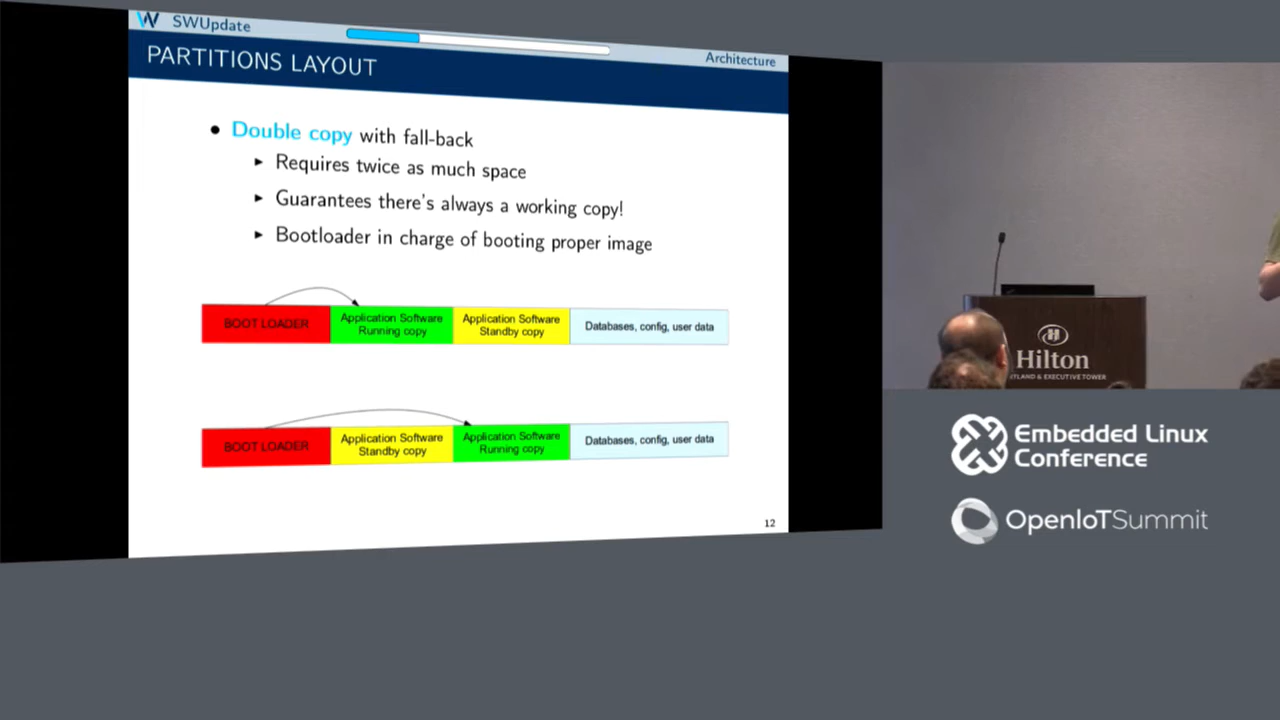 SWUpdate
Architecture
PARTITIONS LAYOUT
• Double copy with fall-back
Requires twice as much space
Guarantees there's always a working copy!
Bootloader in charge of booting proper image
BOOT LOADER
Application Software
Running copy
Application Software
Standby copy
Databases, config, user data
BOOT LOADER
Application Software
Standby copy
Application Software
Running copy
Databases, config, user data
12
Hilton
& EXECUTIVE TOWER
Embedded Linux
Conference
OpenIoTSummit